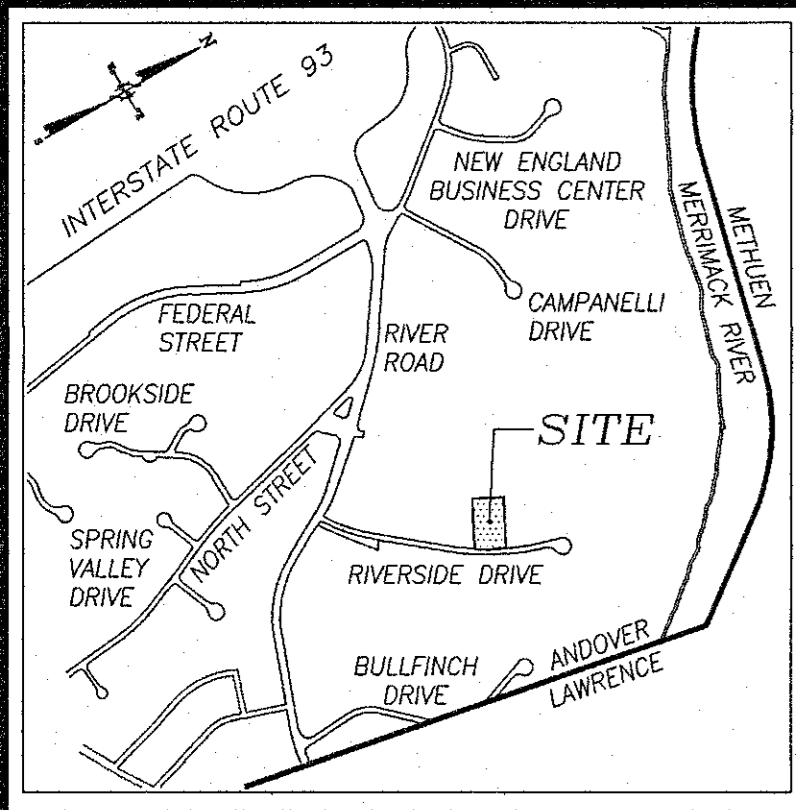 N
INTERSTATE ROUTE 93
NEW ENGLAND
BUSINESS CENTER
DRIVE
METHUEN
MERRIMACK RIVER
CAMPANELLI
DRIVE
FEDERAL
STREET
RIVER
ROAD
BROOKSIDE
DRIVE
SITE
NORTH STREET
SPRING
VALLEY
DRIVE
RIVERSIDE DRIVE
BULLFINCH
DRIVE
ANDOVER
LAWRENCE